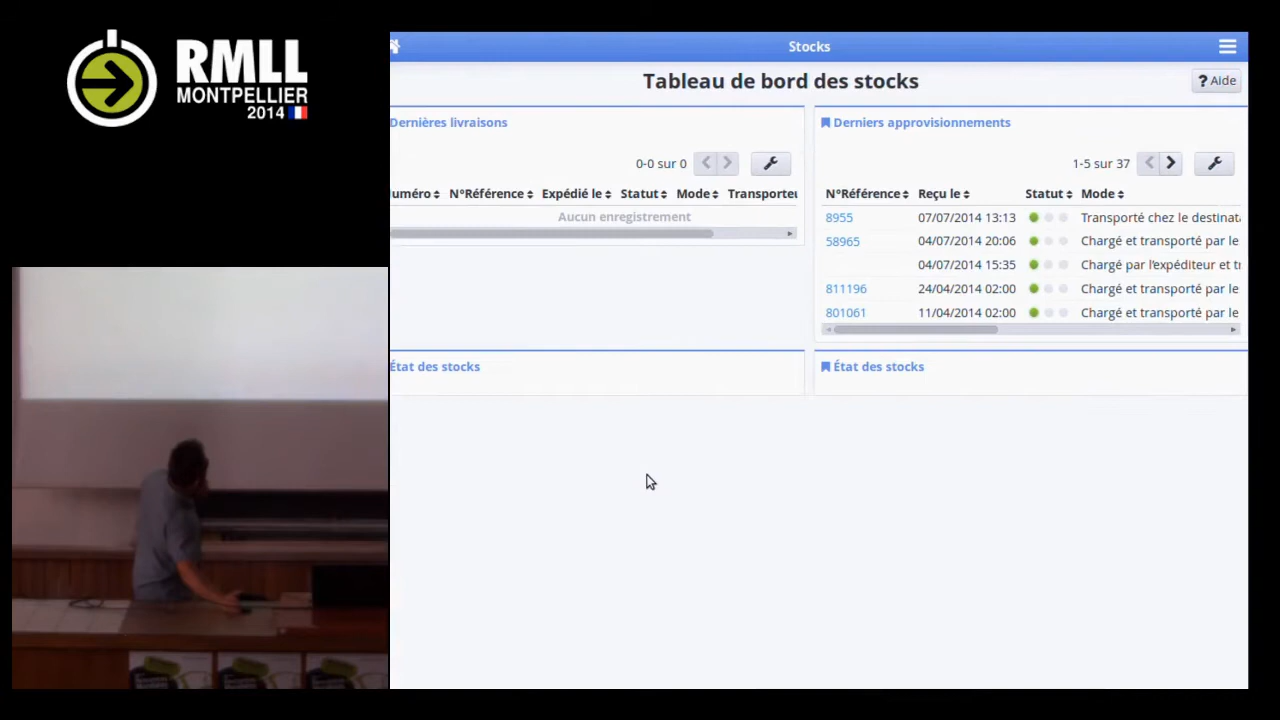 RMLL
MONTPELLIER
2014
Stocks
Tableau de bord des stocks
? Aide
Dernières livraisons
0-0 sur 0
uméro N°Référence Expédié le Statut Mode Transporteu
Aucun enregistrement
Derniers approvisionnements
1-5 sur 37
N°Référence Reçu le Statut Mode
8955 07/07/2014 13:13 Transporté chez le destinata
58965 04/07/2014 20:06 Chargé et transporté par le
04/07/2014 15:35 Chargé par l'expéditeur et tr
811196 24/04/2014 02:00 Chargé et transporté par le
801061 11/04/2014 02:00 Chargé et transporté par le
État des stocks
État des stocks